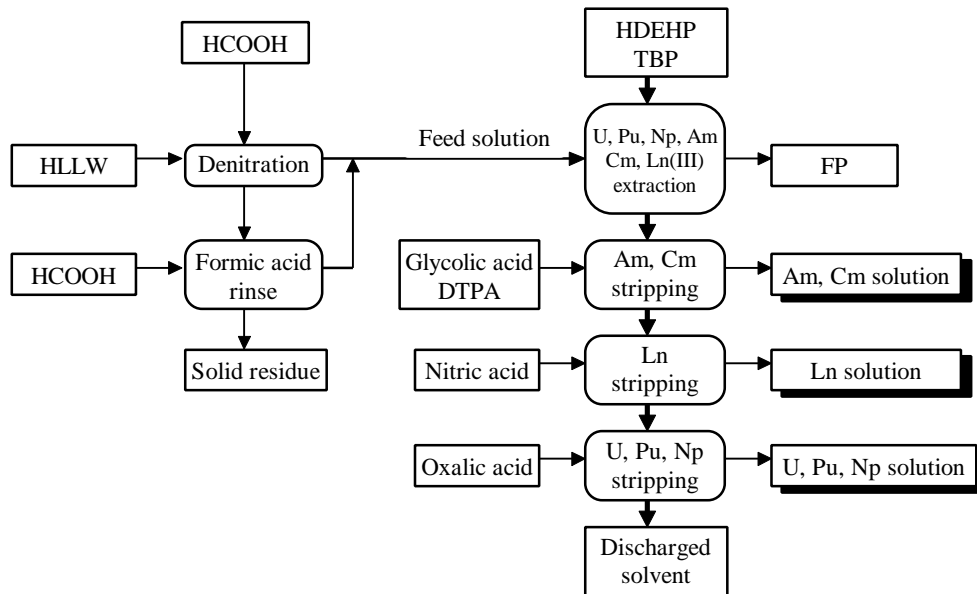 HCOOH
HDEHP
TBP
HLLW
Denitration
Feed solution
U, Pu, Np, Am
Cm, Ln(III)
extraction
FP
HCOOH
Formic acid
rinse
Glycolic acid
DTPA
Am, Cm
stripping
Am, Cm solution
Solid residue
Nitric acid
Ln
stripping
Ln solution
Oxalic acid
U, Pu, Np
stripping
U, Pu, Np solution
Discharged
solvent